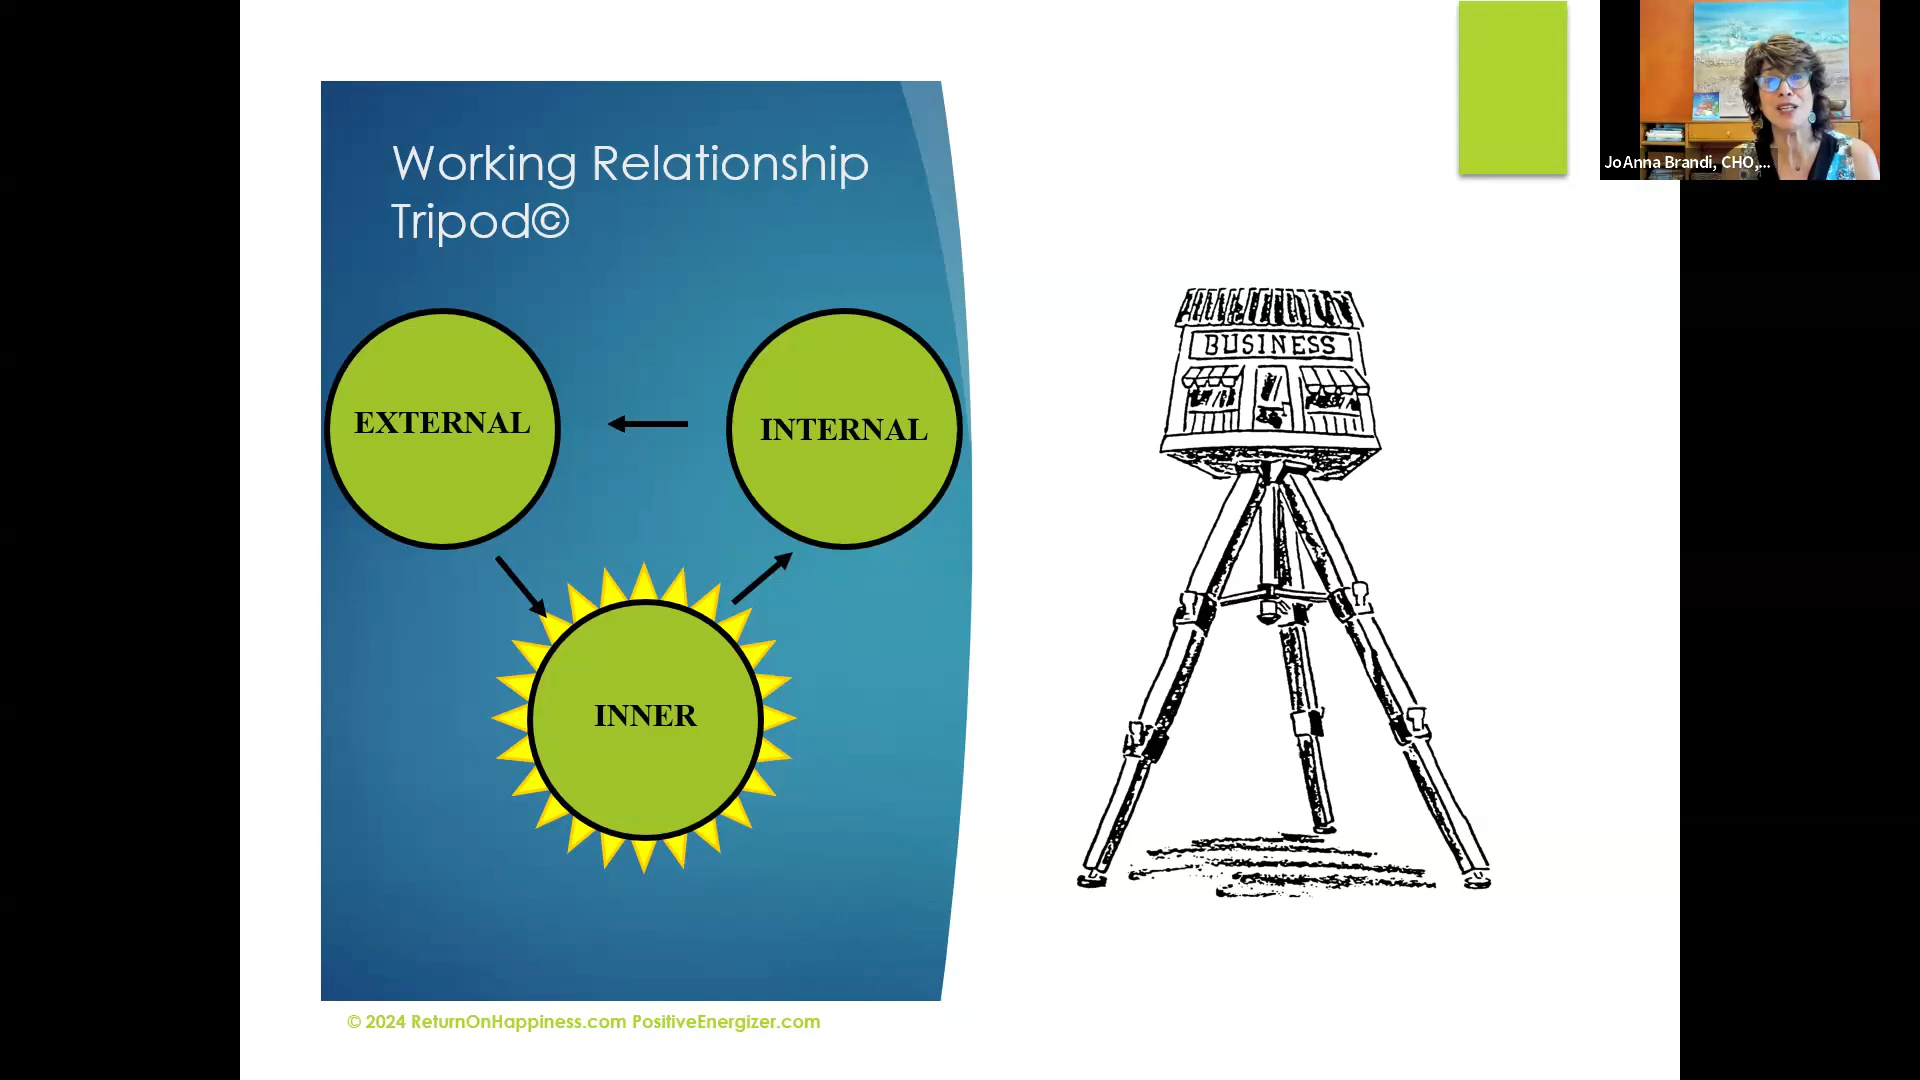 Working Relationship
Tripod©
EXTERNAL
INTERNAL
INNER
BUSINESS
© 2024 ReturnOnHappiness.com PositiveEnergizer.com
JoAnna Brandi, CHO,...